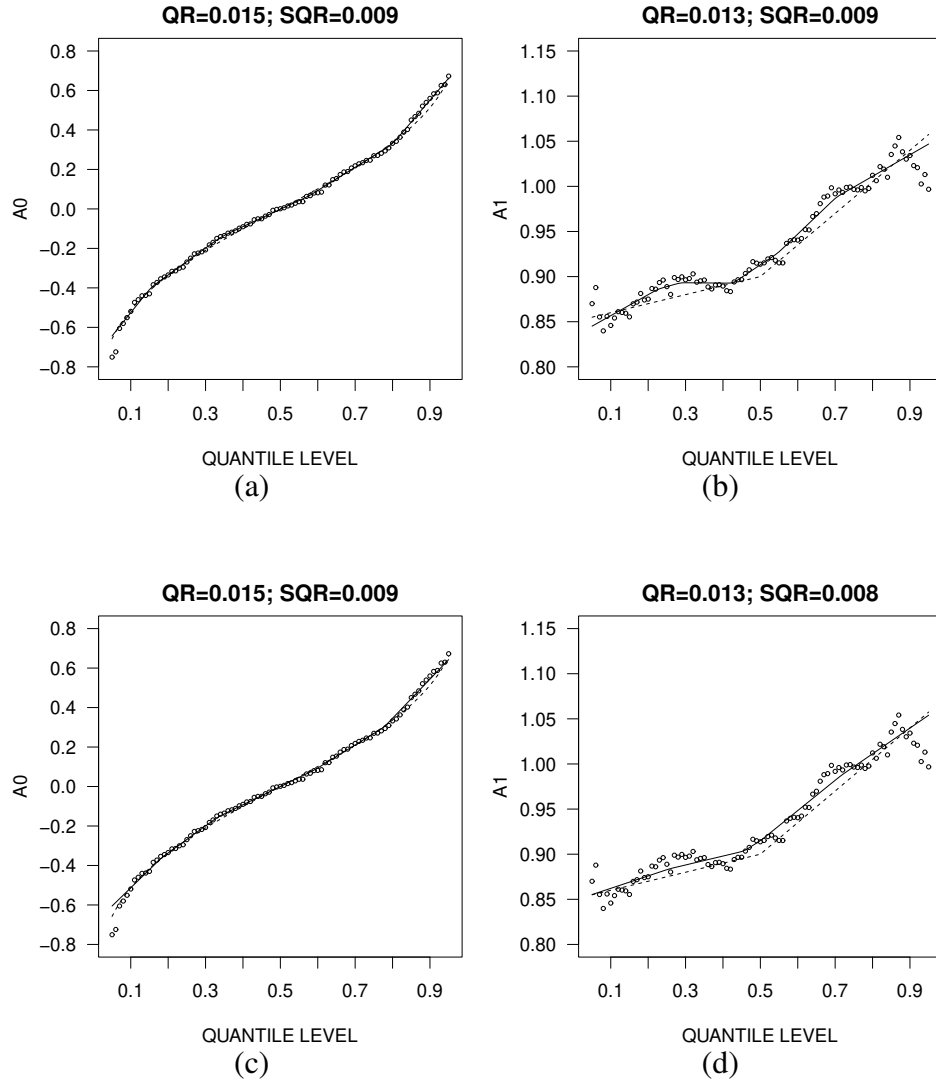 QR=0.015; SQR=0.009
A0
0.8
0.6
0.4
0.2
0.0
−0.2
−0.4
−0.6
−0.8
0.1 0.3 0.5 0.7 0.9
QUANTILE LEVEL
(a)
QR=0.013; SQR=0.009
A1
1.15
1.10
1.05
1.00
0.95
0.90
0.85
0.80
0.1 0.3 0.5 0.7 0.9
QUANTILE LEVEL
(b)
QR=0.015; SQR=0.009
A0
0.8
0.6
0.4
0.2
0.0
−0.2
−0.4
−0.6
−0.8
0.1 0.3 0.5 0.7 0.9
QUANTILE LEVEL
(c)
QR=0.013; SQR=0.008
A1
1.15
1.10
1.05
1.00
0.95
0.90
0.85
0.80
0.1 0.3 0.5 0.7 0.9
QUANTILE LEVEL
(d)